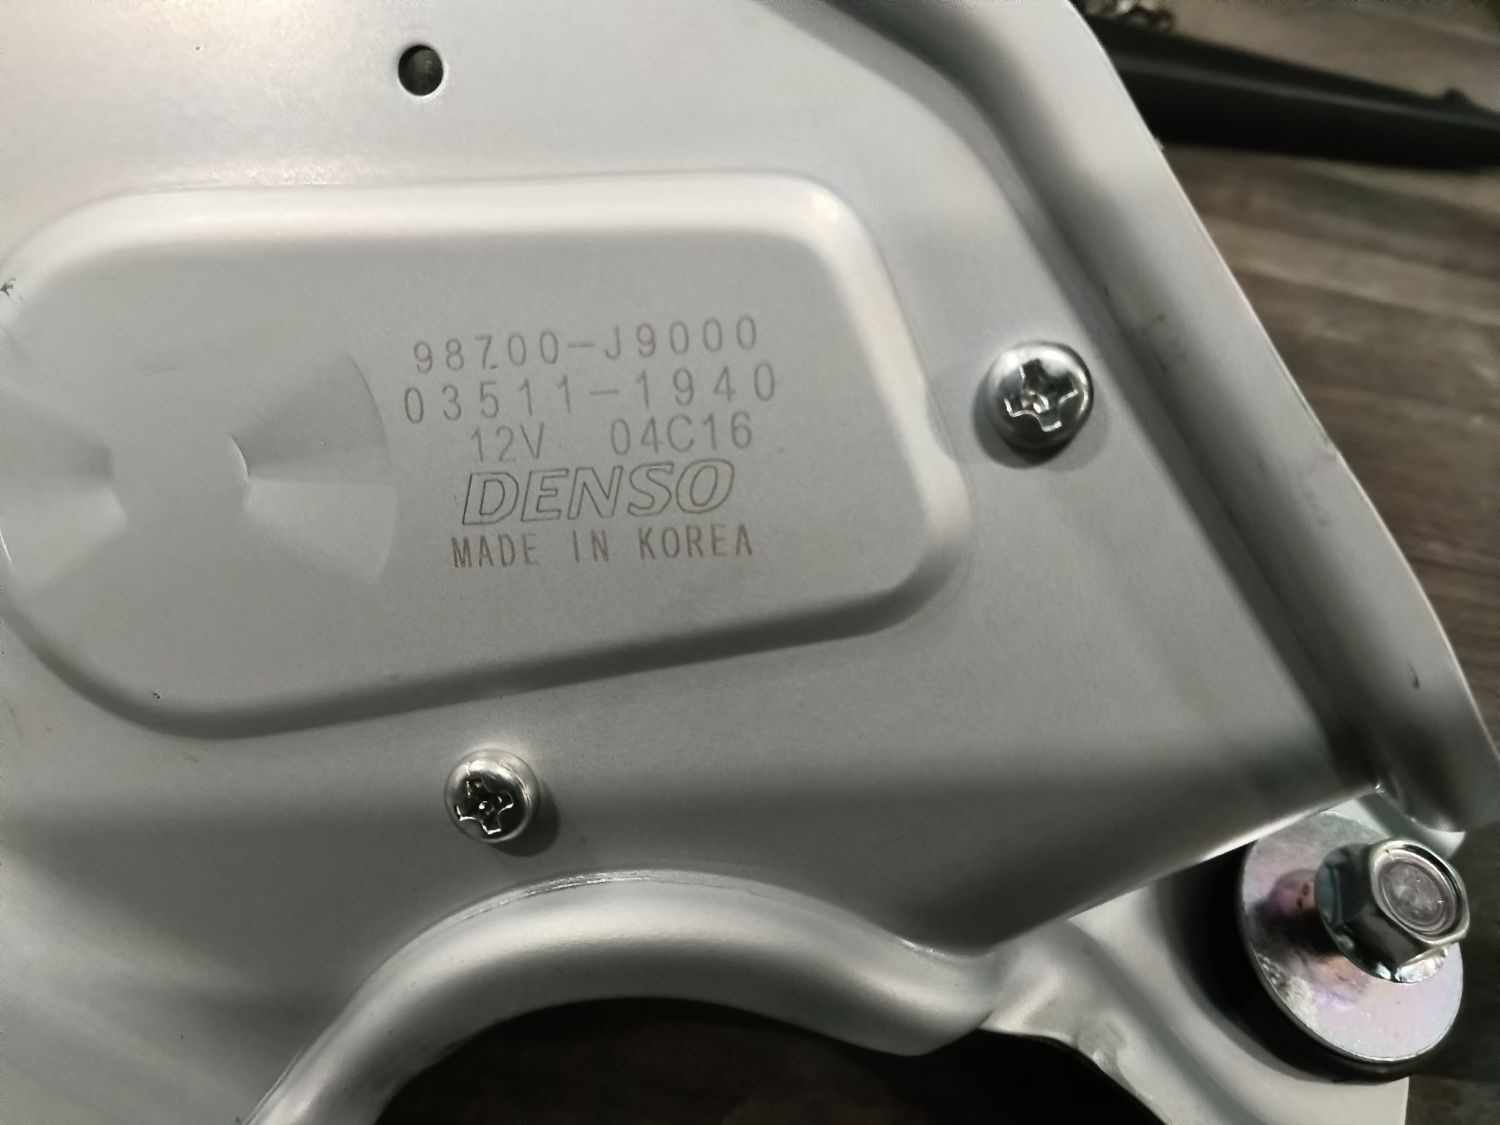 98700-J9000
03511-1940
12V 04C16
DENSO
MADE IN KOREA